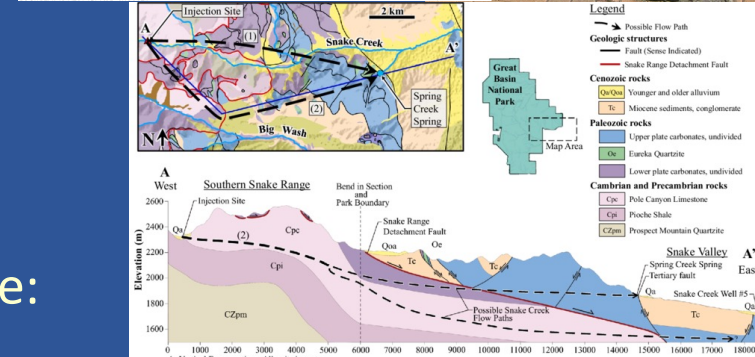 Injection Site
2 km
A
(1)
Snake Creek
A'
(2)
Spring
Creek
Spring
N
Big Wash
Great
Basin
National
Park
Map Area
Legend
Possible Flow Path
Geologic structures
Fault (Sense Indicated)
Snake Range Detachment Fault
Cenozoic rocks
Qa/Qoa Younger and older alluvium
Tc Miocene sediments, conglomerate
Paleozoic rocks
Upper plate carbonates, undivided
Oe Eureka Quartzite
Lower plate carbonates, undivided
Cambrian and Precambrian rocks
Cpc Pole Canyon Limestone
Cpi Pioche Shale
CZpm Prospect Mountain Quartzite
e:
A
West
Southern Snake Range
Bend in Section
and
Park Boundary
Injection Site
Snake Range
Detachment Fault
Qa
(2)
Cpc
Qoa
Oe
Tc
Tc
Cpi
CZpm
Possible Snake Creek
Flow Paths
Snake Valley
A'
Eas
Spring Creek Spring
Tertiary fault
Qa
Snake Creek Well #5
Qa
Tc
Elevation (m)
2600
2400
2200
2000
1800
1600
0 1000 2000 3000 4000 5000 6000 7000 8000 9000 10000 11000 12000 13000 14000 15000 16000 17000 18000